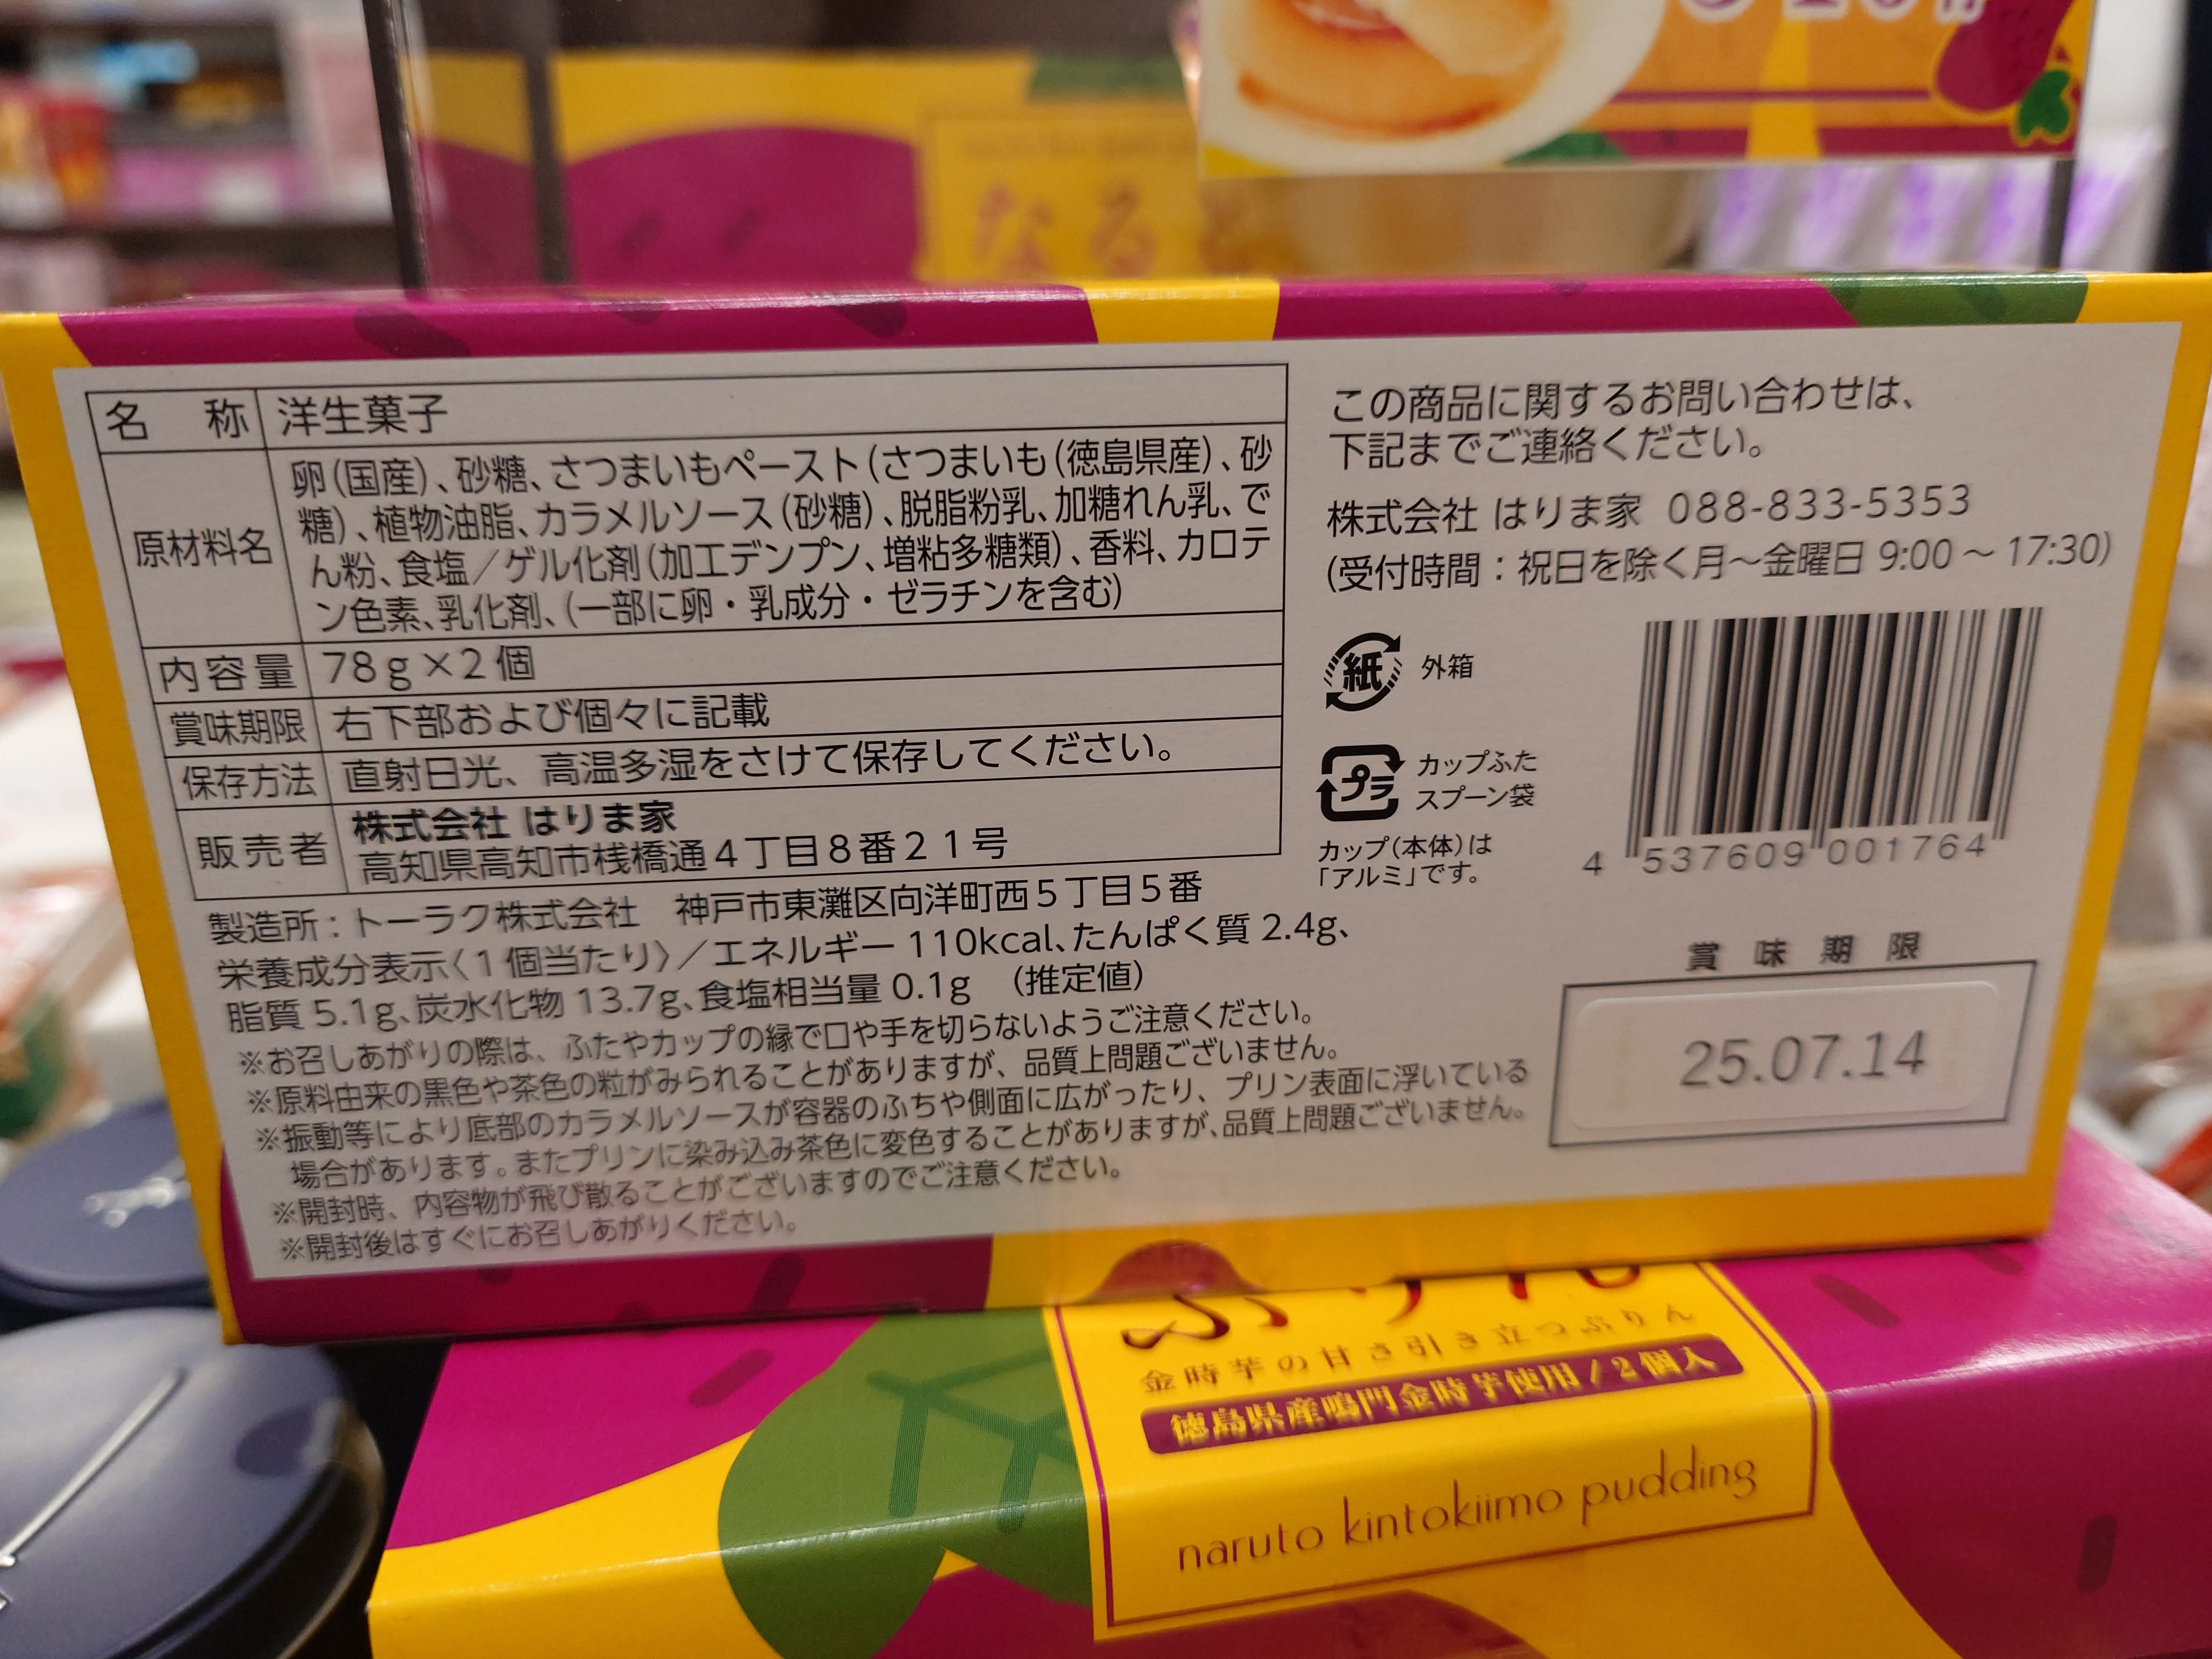 なると
名 称 洋生菓子
原材料名 卵(国産)、砂糖、さつまいもペースト(さつまいも(徳島県産)、砂
糖)、植物油脂、カラメルソース(砂糖)、脱脂粉乳、加糖れん乳、で
ん粉、食塩/ゲル化剤(加工デンプン、増粘多糖類)、香料、カロテ
ン色素、乳化剤、(一部に卵・乳成分・ゼラチンを含む)
内容量 78g×2個
賞味期限 右下部および個々に記載
保存方法 直射日光、高温多湿をさけて保存してください。
販売者 株式会社 はりま家
高知県高知市桟橋通4丁目8番21号
製造所:トーラク株式会社 神戸市東灘区向洋町西5丁目5番
栄養成分表示〈1個当たり〉/エネルギー 110kcal、たんぱく質 2.4g、
脂質 5.1g、炭水化物 13.7g、食塩相当量 0.1g (推定値)
※お召しあがりの際は、ふたやカップの縁で口や手を切らないようご注意ください。
※原料由来の黒色や茶色の粒がみられることがありますが、品質上問題ございません。
※振動等により底部のカラメルソースが容器のふちや側面に広がったり、プリン表面に浮いている
場合があります。またプリンに染み込み茶色に変色することがありますが、品質上問題ございません。
※開封時、内容物が飛び散ることがございますのでご注意ください。
※開封後はすぐにお召しあがりください。
この商品に関するお問い合わせは、
下記までご連絡ください。
株式会社 はりま家 088-833-5353
(受付時間:祝日を除く月〜金曜日 9:00 〜 17:30)
紙 外箱
プラ カップふた
スプーン袋
カップ(本体)は
「アルミ」です。
4 537609 001764
賞味期限
25.07.14
ぷりん
金時芋の甘さ引き立つぷりん
徳島県産鳴門金時芋使用/2個入
naruto kintokiimo pudding